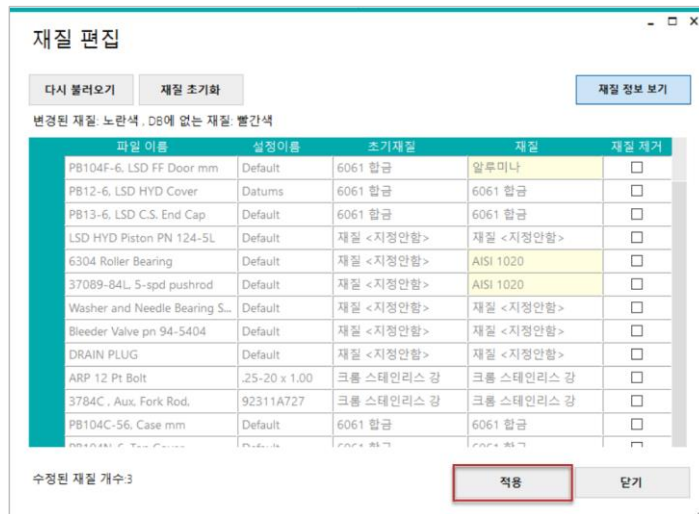 재질 편집
다시 불러오기 재질 초기화 재질 정보 보기
변경된 재질: 노란색 , DB에 없는 재질: 빨간색
파일 이름 설정이름 초기재질 재질 재질 제거
PB104F-6, LSD FF Door mm Default 6061 합금 알루미나
PB12-6, LSD HYD Cover Datums 6061 합금 6061 합금
PB13-6, LSD C.S. End Cap Default 6061 합금 6061 합금
LSD HYD Piston PN 124-5L Default 재질 <지정안함> 재질 <지정안함>
6304 Roller Bearing Default 재질 <지정안함> AISI 1020
37089-84L, 5-spd pushrod Default 재질 <지정안함> AISI 1020
Washer and Needle Bearing S... Default 재질 <지정안함> 재질 <지정안함>
Bleeder Valve pn 94-5404 Default 재질 <지정안함> 재질 <지정안함>
DRAIN PLUG Default 재질 <지정안함> 재질 <지정안함>
ARP 12 Pt Bolt .25-20 x 1.00 크롬 스테인리스 강 크롬 스테인리스 강
3784C , Aux, Fork Rod, 92311A727 크롬 스테인리스 강 크롬 스테인리스 강
PB104C-56, Case mm Default 6061 합금 6061 합금
수정된 재질 개수:3 적용 닫기